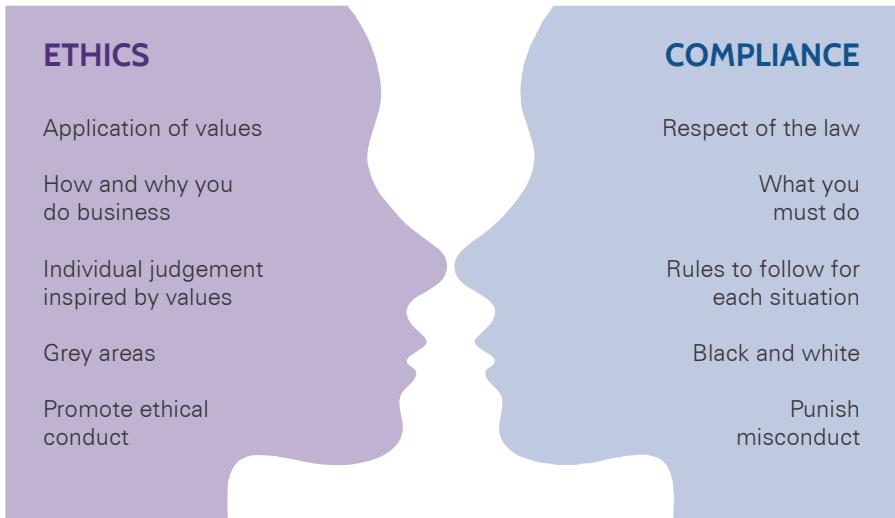 ETHICS
Application of values
How and why you
do business
Individual judgement
inspired by values
Grey areas
Promote ethical
conduct
COMPLIANCE
Respect of the law
What you
must do
Rules to follow for
each situation
Black and white
Punish
misconduct